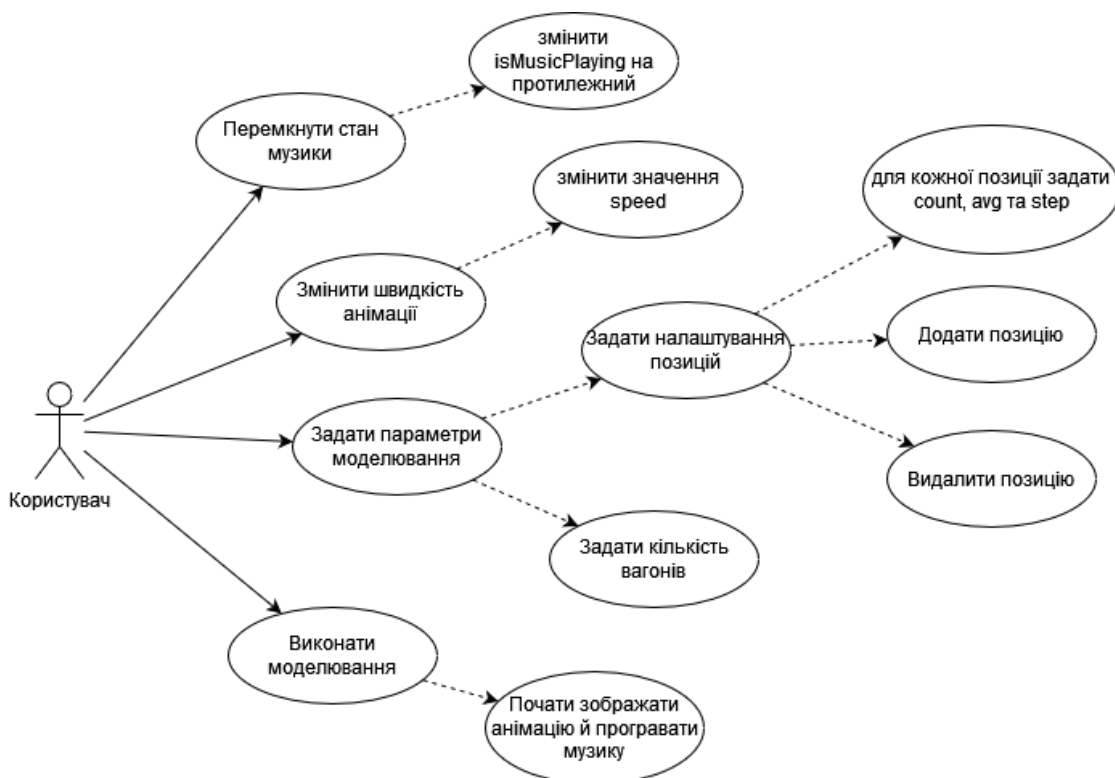 змінити
isMusicPlaying на
протилежний
Перемкнути стан
музики
змінити значення
speed
для кожної позиції задати
count, avg та step
Змінити швидкість
анімації
Задати налаштування
позицій
Додати позицію
Задати параметри
моделювання
Видалити позицію
Користувач
Задати кількість
вагонів
Виконати
моделювання
Почати зображати
анімацію й програвати
музику